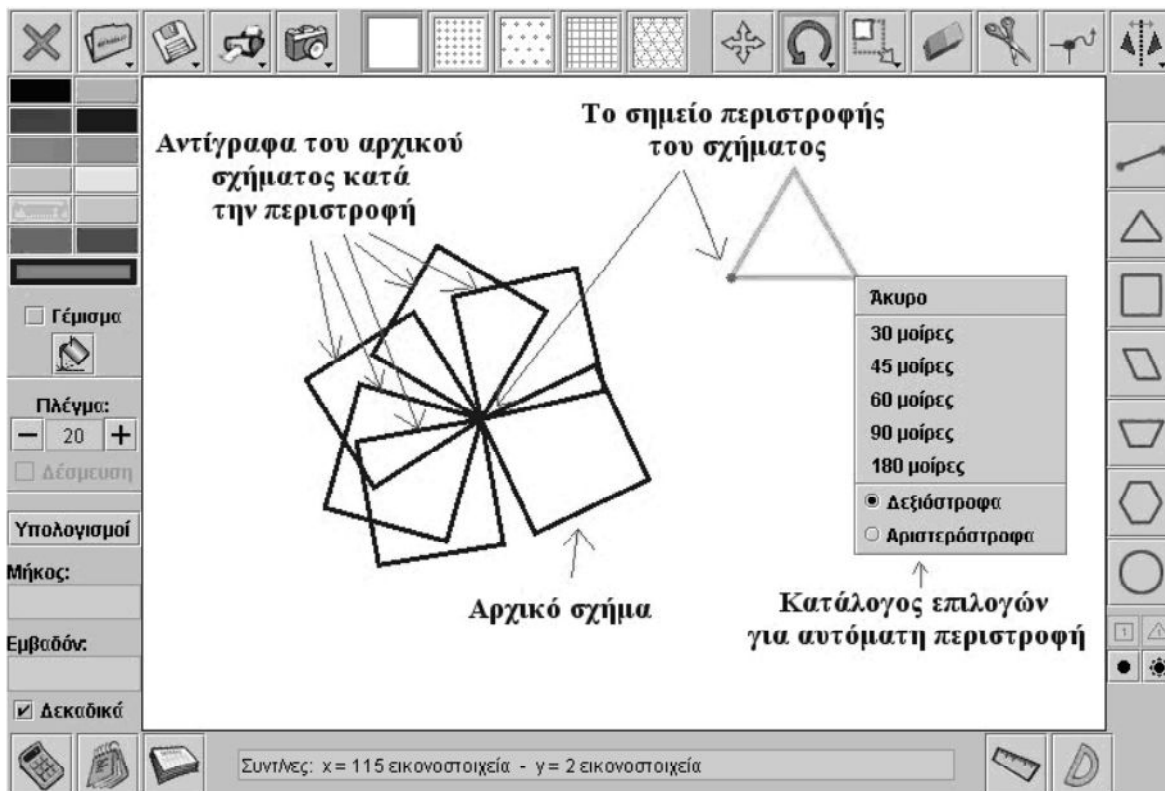 Αντίγραφα του αρχικού
σχήματος κατά
την περιστροφή
Το σημείο περιστροφής
του σχήματος
Άκυρο
30 μοίρες
45 μοίρες
60 μοίρες
90 μοίρες
180 μοίρες
Δεξιόστροφα
Αριστερόστροφα
Αρχικό σχήμα
Κατάλογος επιλογών
για αυτόματη περιστροφή
Γέμισμα
Πλέγμα:
20
Δέσμευση
Υπολογισμοί
Μήκος:
Εμβαδόν:
Δεκαδικά
Συντ/νες: x = 115 εικονοστοιχεία - y = 2 εικονοστοιχεία
1